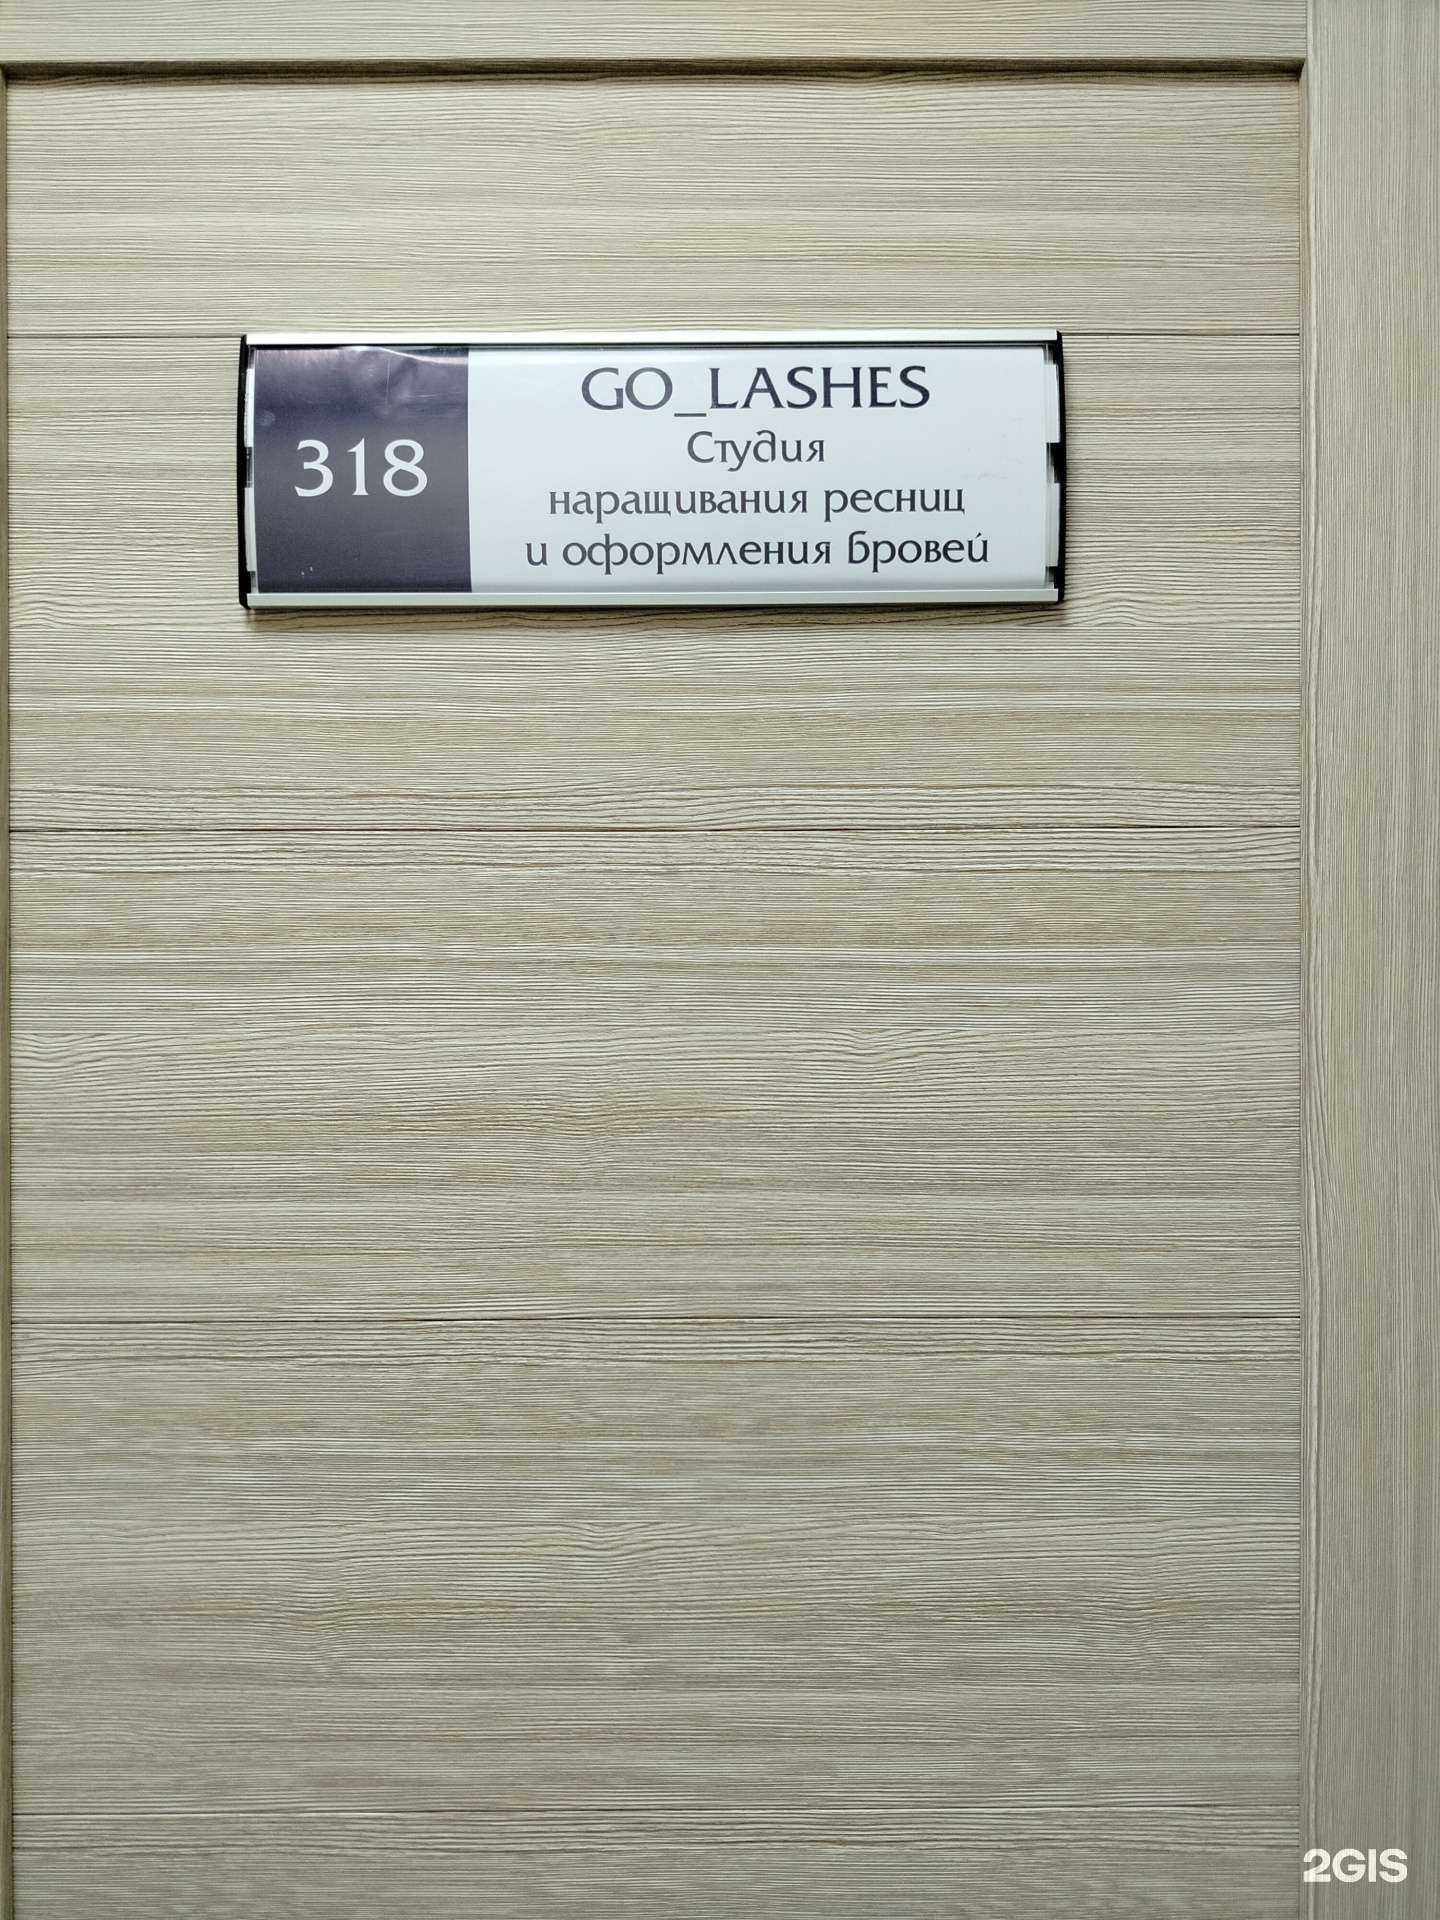 318
GO_LASHES
Студия
наращивания ресниц
и оформления бровей
2GIS